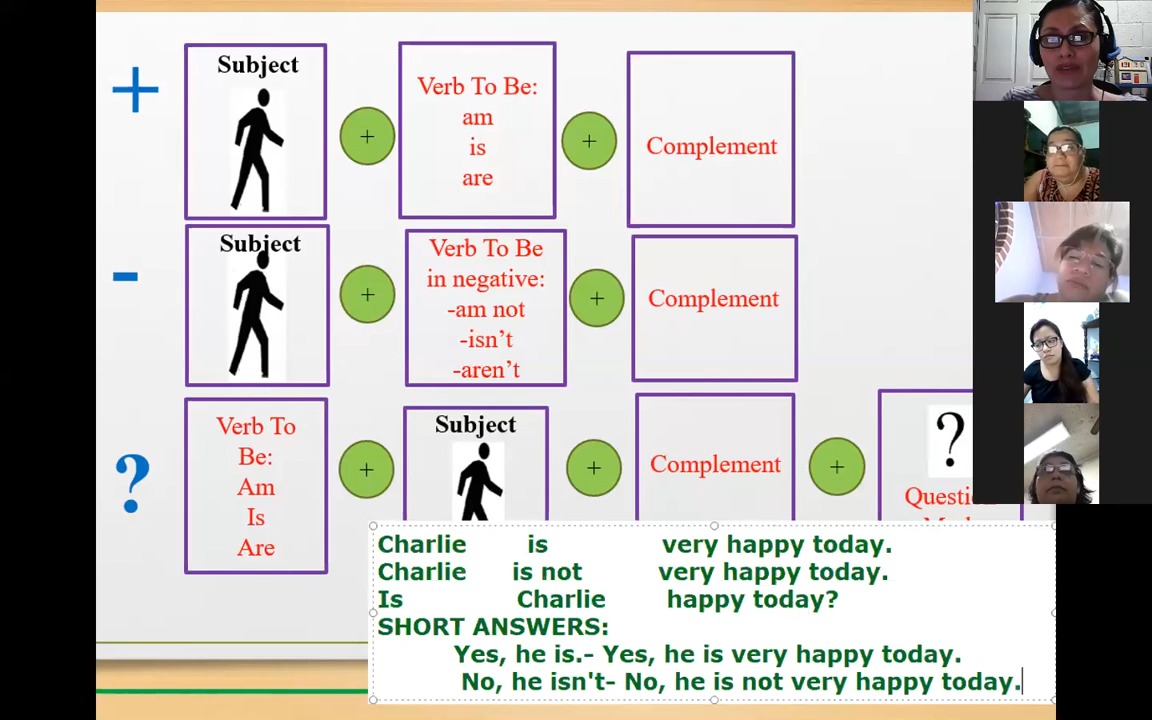 +
Subject
+
Verb To Be:
am
is
are
+
Complement
-
Subject
+
Verb To Be
in negative:
-am not
-isn't
-aren't
+
Complement
?
Verb To
Be:
Am
Is
Are
+
Subject
+
Complement
+
?
Charlie is very happy today.
Charlie is not very happy today.
Is Charlie happy today?
SHORT ANSWERS:
Yes, he is.- Yes, he is very happy today.
No, he isn't- No, he is not very happy today.